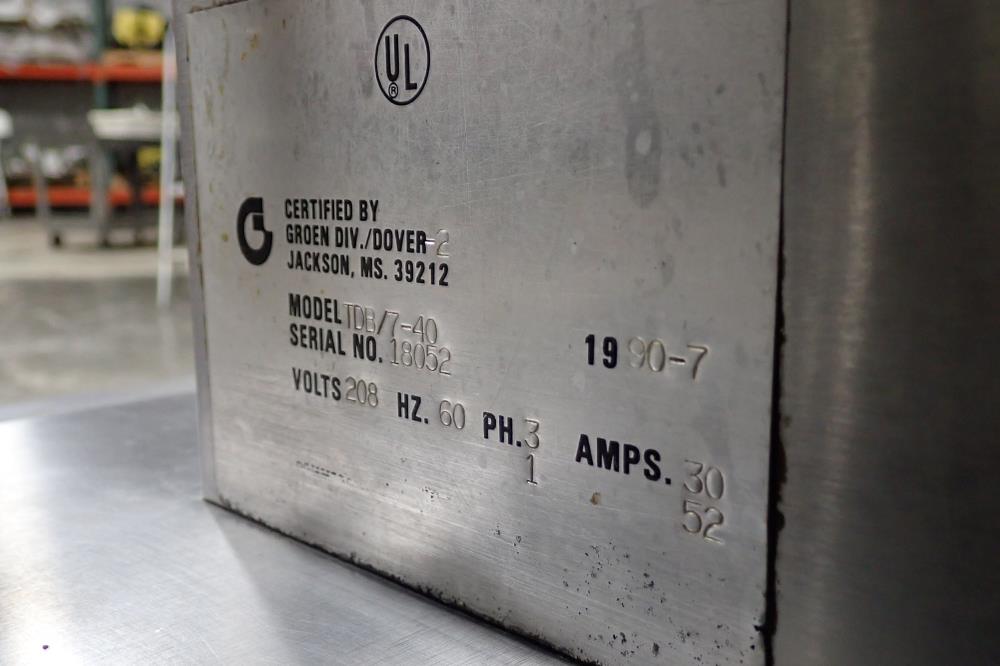 UL
®
CERTIFIED BY
GROEN DIV./DOVER-2
JACKSON, MS. 39212
MODEL TDB/7-40
SERIAL NO. 18052
1990-7
VOLTS 208 HZ. 60 PH. 3 AMPS. 30
1 52